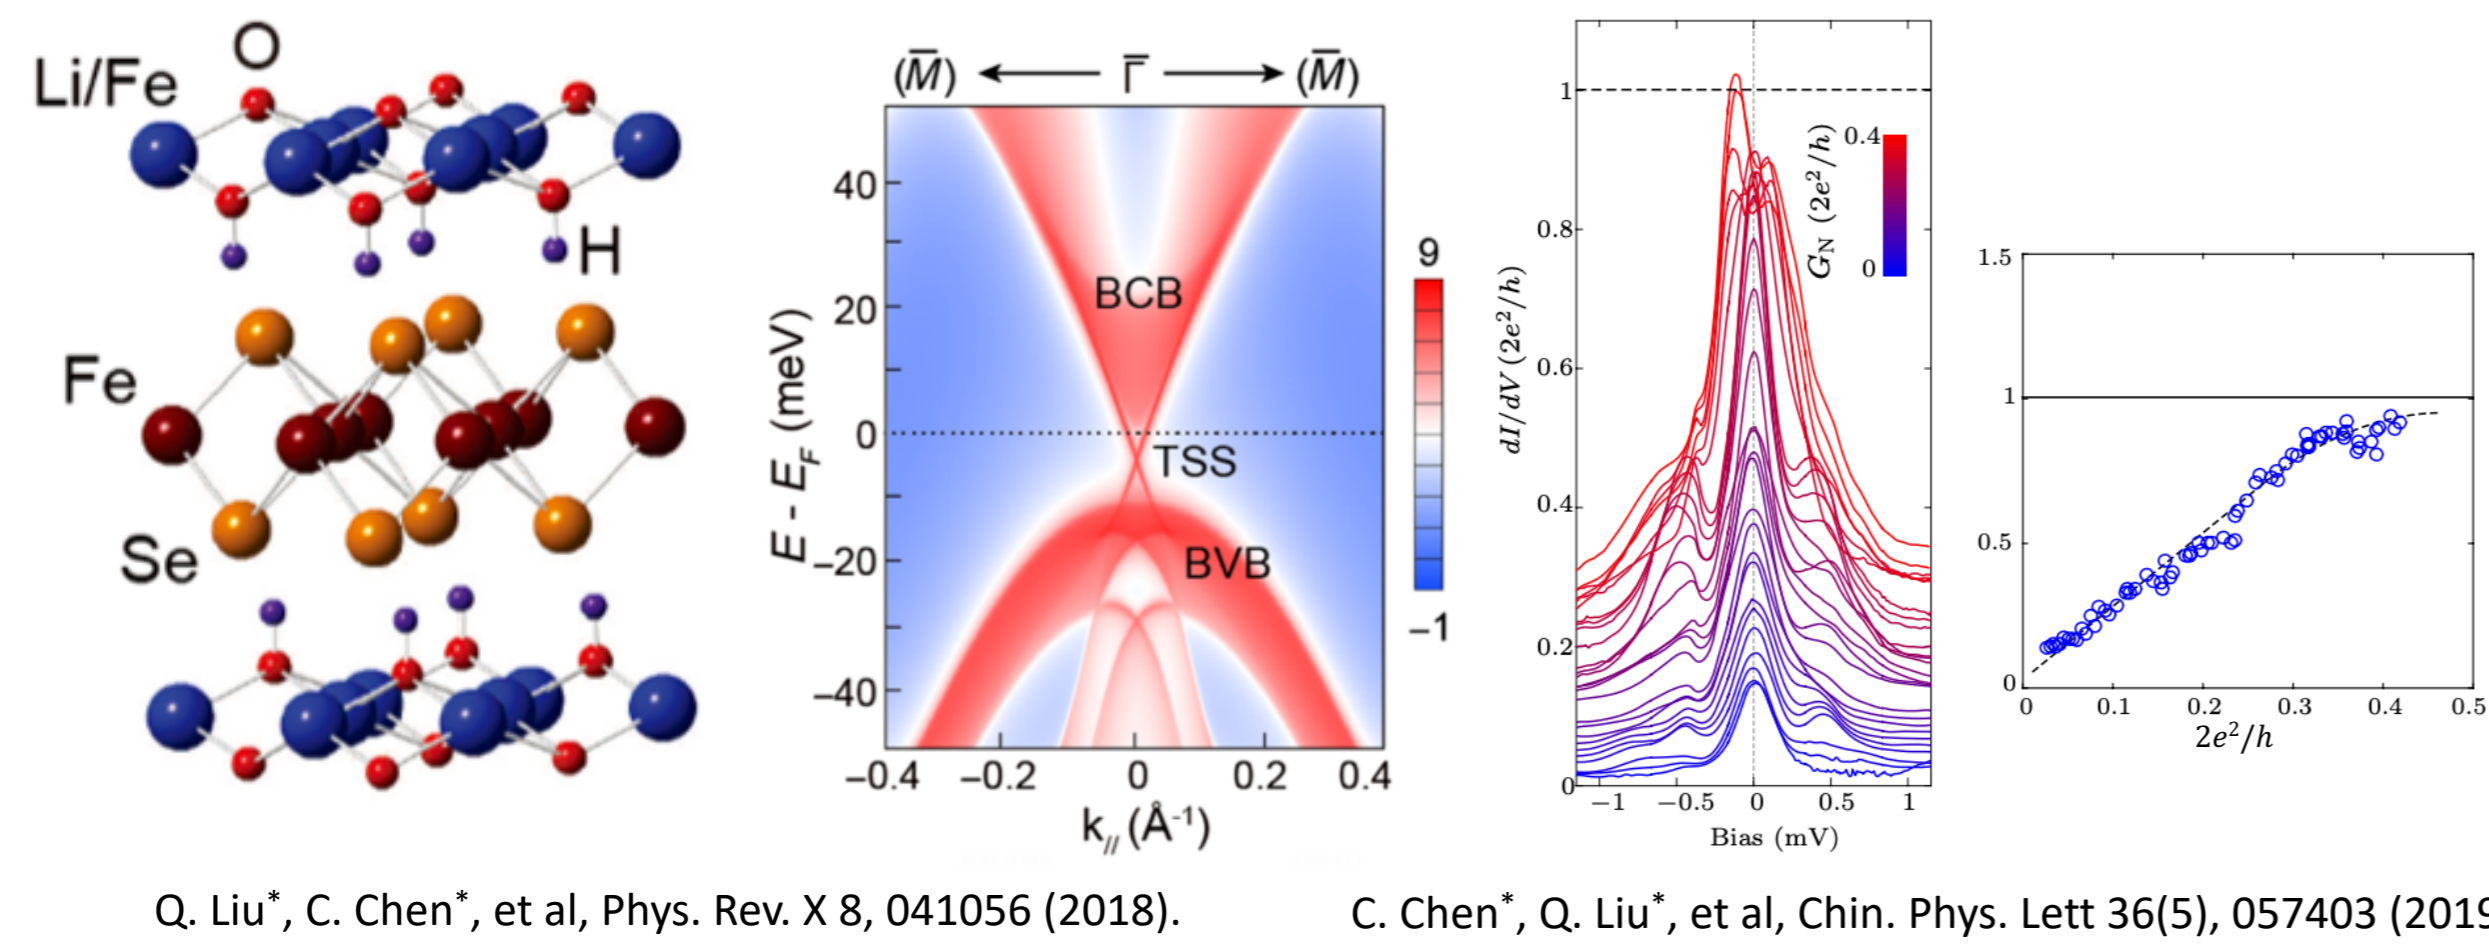 O
Li/Fe
H
Fe
Se
(M̅) ← Γ̅ → (M̅)
E - E_F (meV)
40
20
0
−20
−40
BCB
TSS
BVB
−0.4 −0.2 0 0.2 0.4
k_// (Å⁻¹)
9
−1
dI/dV (2e²/h)
1
0.8
0.6
0.4
0.2
0
G_N (2e²/h)
0.4
0
−1 −0.5 0 0.5 1
Bias (mV)
1.5
1
0.5
0
0 0.1 0.2 0.3 0.4 0.5
2e²/h
Q. Liu*, C. Chen*, et al, Phys. Rev. X 8, 041056 (2018).
C. Chen*, Q. Liu*, et al, Chin. Phys. Lett 36(5), 057403 (2019